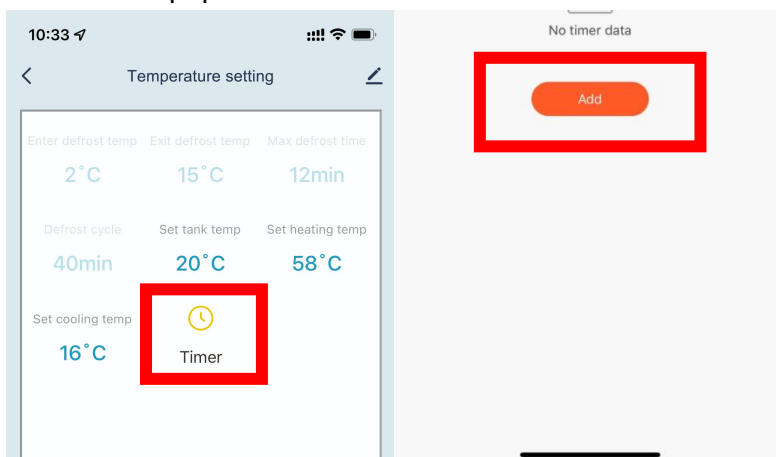 10:33
Temperature setting
Enter defrost temp Exit defrost temp Max defrost time
2°C 15°C 12min
Defrost cycle Set tank temp Set heating temp
40min 20°C 58°C
Set cooling temp
16°C Timer
No timer data
Add